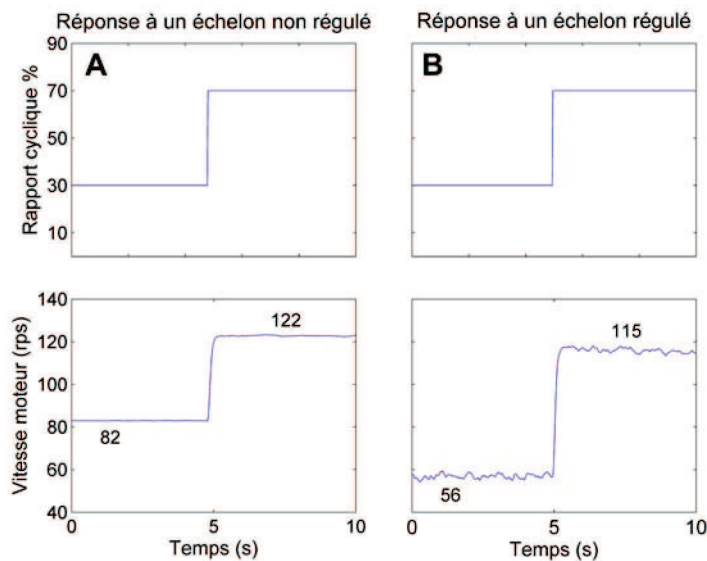 Réponse à un échelon non régulé
Réponse à un échelon régulé
A
B
Rapport cyclique %
90
70
50
30
10
Vitesse moteur (rps)
140
120
100
80
60
40
82
122
56
115
0
5
10
Temps (s)
0
5
10
Temps (s)